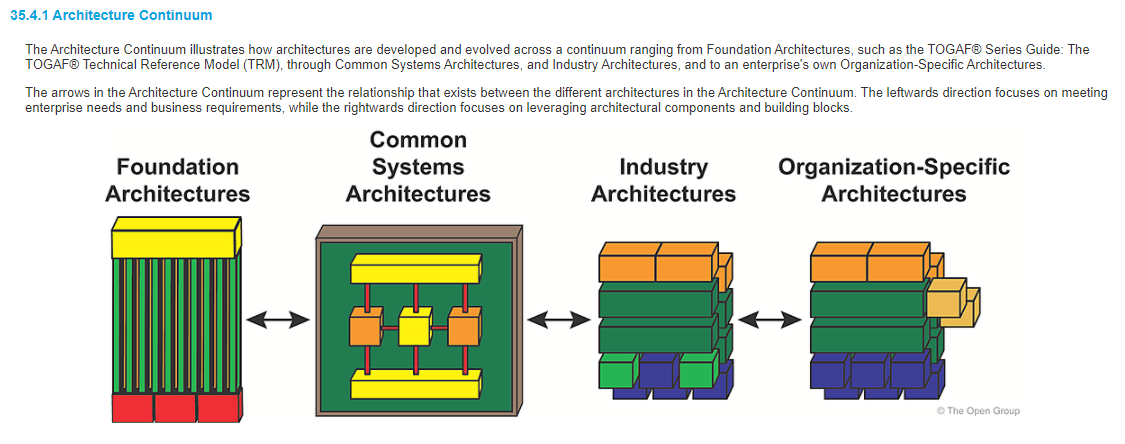 35.4.1 Architecture Continuum
The Architecture Continuum illustrates how architectures are developed and evolved across a continuum ranging from Foundation Architectures, such as the TOGAF® Series Guide: The
TOGAF® Technical Reference Model (TRM), through Common Systems Architectures, and Industry Architectures, and to an enterprise's own Organization-Specific Architectures.
The arrows in the Architecture Continuum represent the relationship that exists between the different architectures in the Architecture Continuum. The leftwards direction focuses on meeting
enterprise needs and business requirements, while the rightwards direction focuses on leveraging architectural components and building blocks.
Foundation
Architectures
Common
Systems
Architectures
Industry
Architectures
Organization-Specific
Architectures
© The Open Group